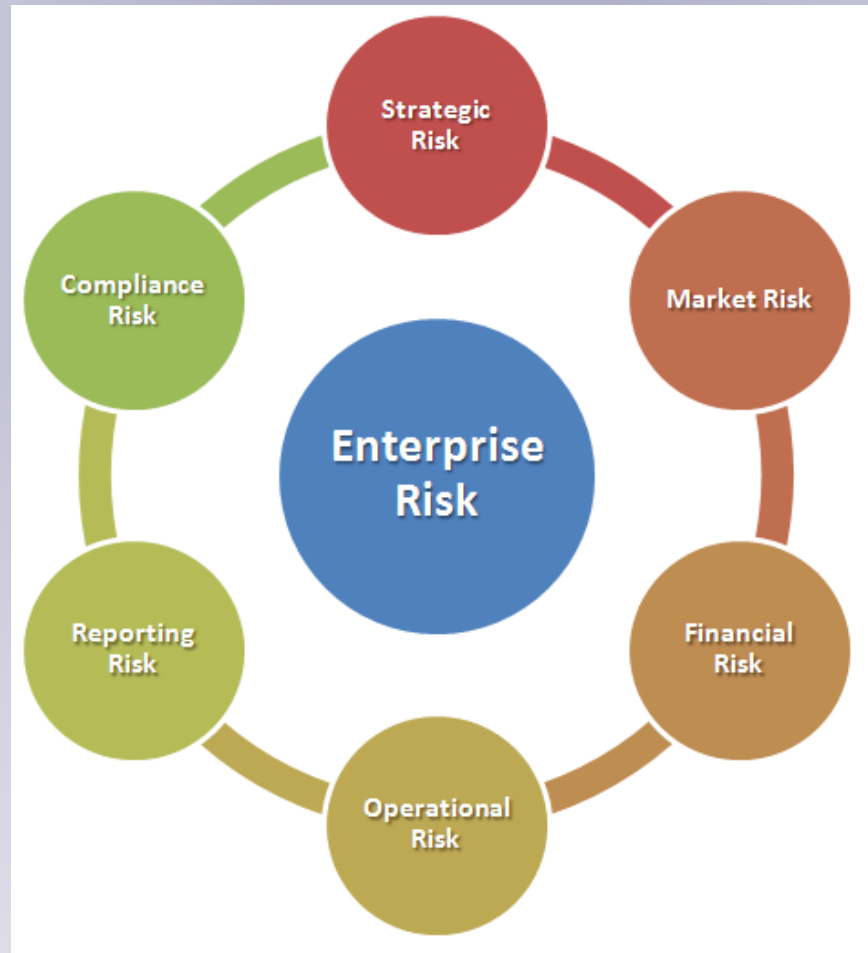 Strategic
Risk
Market Risk
Financial
Risk
Operational
Risk
Reporting
Risk
Compliance
Risk
Enterprise
Risk